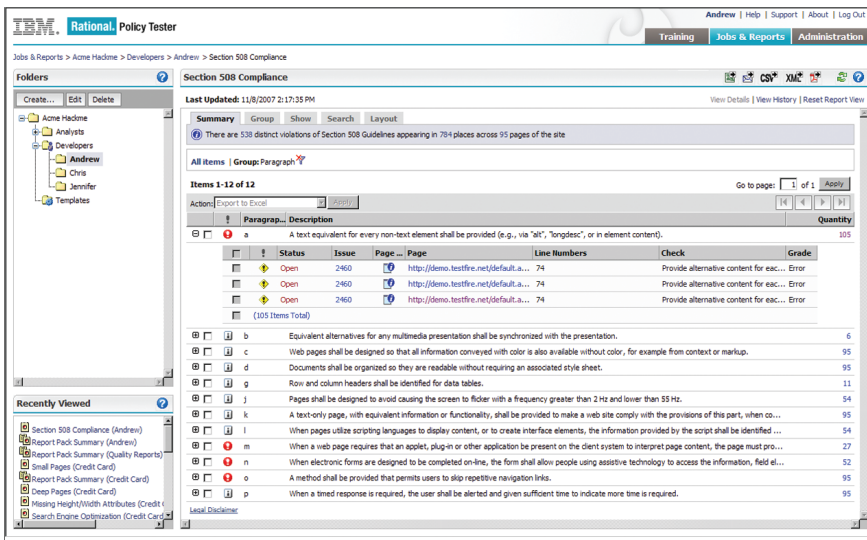 IBM. Rational. Policy Tester
Andrew | Help | Support | About | Log Out
Training Jobs & Reports Administration
Jobs & Reports > Acme Hackme > Developers > Andrew > Section 508 Compliance
Folders
Create... Edit Delete
Acme Hackme
Analysts
Developers
Andrew
Chris
Jennifer
Templates
Recently Viewed
Section 508 Compliance (Andrew)
Report Pack Summary (Andrew)
Report Pack Summary (Quality Reports)
Small Pages (Credit Card)
Report Pack Summary (Credit Card)
Deep Pages (Credit Card)
Missing Height/Width Attributes (Credit
Search Engine Optimization (Credit Card
Section 508 Compliance
CSV XML
Last Updated: 11/8/2007 2:17:35 PM
View Details | View History | Reset Report View
Summary Group Show Search Layout
There are 538 distinct violations of Section 508 Guidelines appearing in 784 places across 95 pages of the site
All items | Group: Paragraph
Items 1-12 of 12
Go to page: 1 of 1 Apply
Action: Export to Excel Apply
! Paragrap... Description Quantity
a A text equivalent for every non-text element shall be provided (e.g., via "alt", "longdesc", or in element content). 105
! Status Issue Page ... Page Line Numbers Check Grade
Open 2460 http://demo.testfire.net/default.a... 74 Provide alternative content for eac... Error
Open 2460 http://demo.testfire.net/default.a... 74 Provide alternative content for eac... Error
Open 2460 http://demo.testfire.net/default.a... 74 Provide alternative content for eac... Error
(105 Items Total)
b Equivalent alternatives for any multimedia presentation shall be synchronized with the presentation. 6
c Web pages shall be designed so that all information conveyed with color is also available without color, for example from context or markup. 95
d Documents shall be organized so they are readable without requiring an associated style sheet. 95
g Row and column headers shall be identified for data tables. 11
j Pages shall be designed to avoid causing the screen to flicker with a frequency greater than 2 Hz and lower than 55 Hz. 54
k A text-only page, with equivalent information or functionality, shall be provided to make a web site comply with the provisions of this part, when co... 95
l When pages utilize scripting languages to display content, or to create interface elements, the information provided by the script shall be identified ... 54
m When a web page requires that an applet, plug-in or other application be present on the client system to interpret page content, the page must pro... 27
n When electronic forms are designed to be completed on-line, the form shall allow people using assistive technology to access the information, field el... 52
o A method shall be provided that permits users to skip repetitive navigation links. 95
p When a timed response is required, the user shall be alerted and given sufficient time to indicate more time is required. 95
Legal Disclaimer